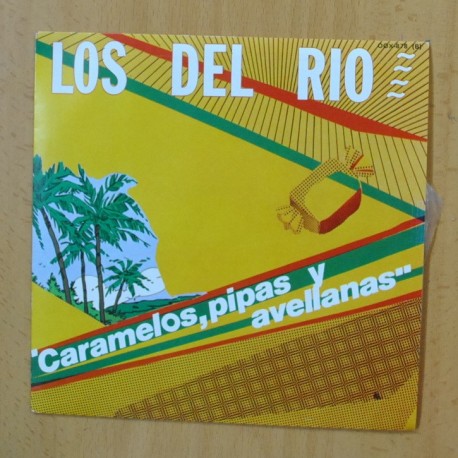 LOS DEL RIO
"Caramelos, pipas y
avellanas"